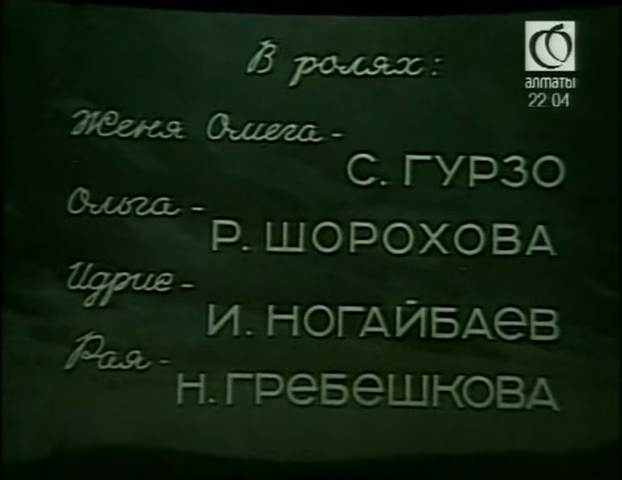 В ролях:
алматы
22:04
Женя Омега -
С. ГУРЗО
Ольга -
Р. ШОРОХОВА
Идрис -
И. НОГАЙБАЕВ
Рая -
Н. ГРЕБЕШКОВА